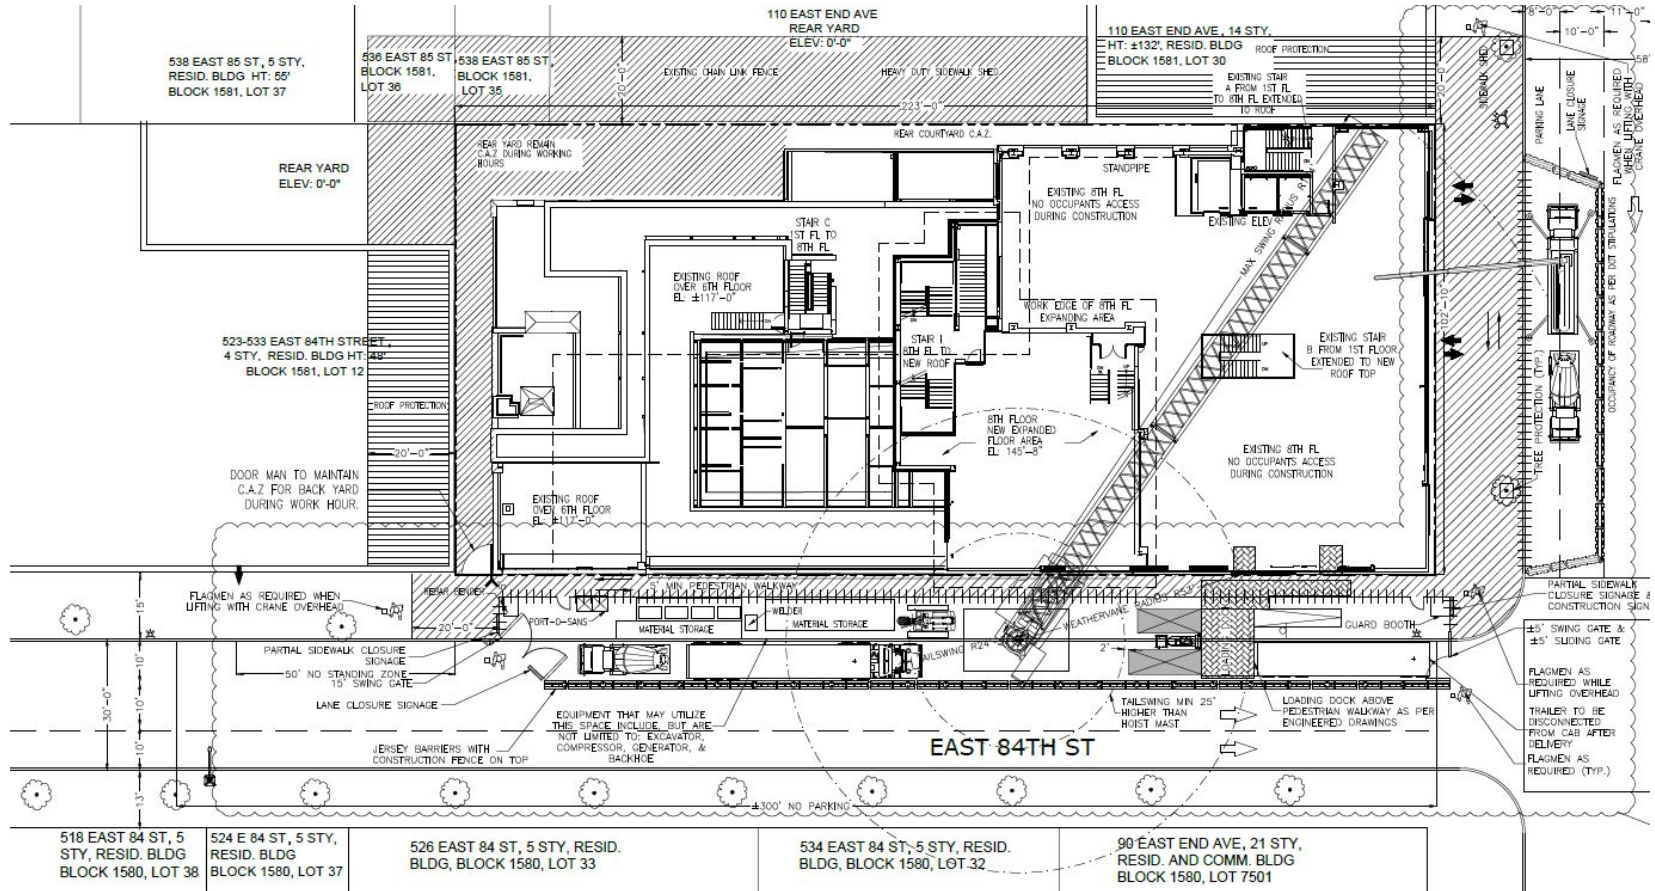 110 EAST END AVE
REAR YARD
ELEV: 0'-0"
110 EAST END AVE, 14 STY,
HT: ±132', RESID. BLDG
BLOCK 1581, LOT 30
ROOF PROTECTION
8'-0"
11'-0"
10'-0"
58'
538 EAST 85 ST, 5 STY,
RESID. BLDG HT: 55'
BLOCK 1581, LOT 37
536 EAST 85 ST
BLOCK 1581,
LOT 36
538 EAST 85 ST,
BLOCK 1581,
LOT 35
EXISTING CHAIN LINK FENCE
HEAVY DUTY SIDEWALK SHED
20'-0"
223'-0"
EXISTING STAIR
A FROM 1ST FL
TO 8TH FL EXTENDED
TO ROOF
20'-0"
SIDEWALK SHED
PARKING LANE
LANE CLOSURE
SIGNAGE
FLAGMEN AS REQUIRED
WHEN LIFTING WITH
CRANE OVERHEAD
REAR COURTYARD C.A.Z.
REAR YARD REMAIN
C.A.Z DURING WORKING
HOURS
REAR YARD
ELEV: 0'-0"
STANDPIPE
EXISTING 8TH FL
NO OCCUPANTS ACCESS
DURING CONSTRUCTION
EXISTING ELEV
MAX SWING RADIUS
STAIR C
1ST FL TO
8TH FL
EXISTING ROOF
OVER 6TH FLOOR
EL: ±117'-0"
WORK EDGE OF 8TH FL
EXPANDING AREA
102'-10"
OCCUPANCY OF ROADWAY AS PER DOT STIPULATIONS
523-533 EAST 84TH STREET,
4 STY, RESID. BLDG HT: 48'
BLOCK 1581, LOT 12
STAIR I
8TH FL TO
NEW ROOF
EXISTING STAIR
B FROM 1ST FLOOR
EXTENDED TO NEW
ROOF TOP
UP
DN
UP
ROOF PROTECTION
TREE PROTECTION (TYP.)
8TH FLOOR
NEW EXPANDED
FLOOR AREA
EL: 145'-8"
EXISTING 8TH FL
NO OCCUPANTS ACCESS
DURING CONSTRUCTION
20'-0"
DOOR MAN TO MAINTAIN
C.A.Z FOR BACK YARD
DURING WORK HOUR.
EXISTING ROOF
OVER 6TH FLOOR
EL: ±117'-0"
5' MIN PEDESTRIAN WALKWAY
REBAR BENDER
FLAGMEN AS REQUIRED WHEN
LIFTING WITH CRANE OVERHEAD
15'
PORT-O-SANS
MATERIAL STORAGE
WELDER
MATERIAL STORAGE
WEATHERVANE RADIUS
GUARD BOOTH
PARTIAL SIDEWALK
CLOSURE SIGNAGE &
CONSTRUCTION SIGN
20'-0"
TAILSWING R24'
2'
LOADING DOCK
±5' SWING GATE &
±5' SLIDING GATE
PARTIAL SIDEWALK CLOSURE
SIGNAGE
50' NO STANDING ZONE
15' SWING GATE
LANE CLOSURE SIGNAGE
10'
10'
10'
30'-0"
13'
FLAGMEN AS
REQUIRED WHILE
LIFTING OVERHEAD
TAILSWING MIN 25'
HIGHER THAN
HOIST MAST
LOADING DOCK ABOVE
PEDESTRIAN WALKWAY AS PER
ENGINEERED DRAWINGS
EQUIPMENT THAT MAY UTILIZE
THIS SPACE INCLUDE, BUT ARE
NOT LIMITED TO: EXCAVATOR,
COMPRESSOR, GENERATOR, &
BACKHOE
TRAILER TO BE
DISCONNECTED
FROM CAB AFTER
DELIVERY
JERSEY BARRIERS WITH
CONSTRUCTION FENCE ON TOP
EAST 84TH ST
FLAGMEN AS
REQUIRED (TYP.)
±300' NO PARKING
518 EAST 84 ST, 5
STY, RESID. BLDG
BLOCK 1580, LOT 38
524 E 84 ST, 5 STY,
RESID. BLDG
BLOCK 1580, LOT 37
526 EAST 84 ST, 5 STY, RESID.
BLDG, BLOCK 1580, LOT 33
534 EAST 84 ST, 5 STY, RESID.
BLDG, BLOCK 1580, LOT 32
90 EAST END AVE, 21 STY,
RESID. AND COMM. BLDG
BLOCK 1580, LOT 7501